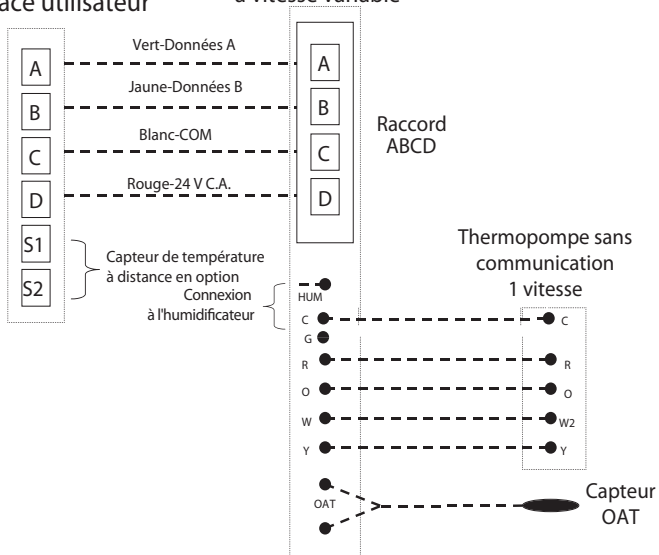 ace utilisateur
à vitesse variable
Vert-Données A
A
A
Jaune-Données B
B
B
Blanc-COM
C
C
Rouge-24 V C.A.
D
D
Raccord
ABCD
S1
S2
Capteur de température
à distance en option
Connexion
à l'humidificateur
Thermopompe sans
communication
1 vitesse
HUM
C
C
G
R
R
O
O
W
W2
Y
Y
OAT
Capteur
OAT